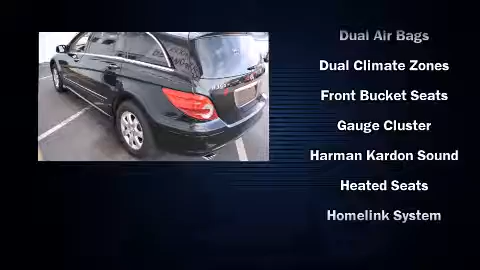 Dual Air Bags
Dual Climate Zones
Front Bucket Seats
Gauge Cluster
Harman Kardon Sound
Heated Seats
Homelink System